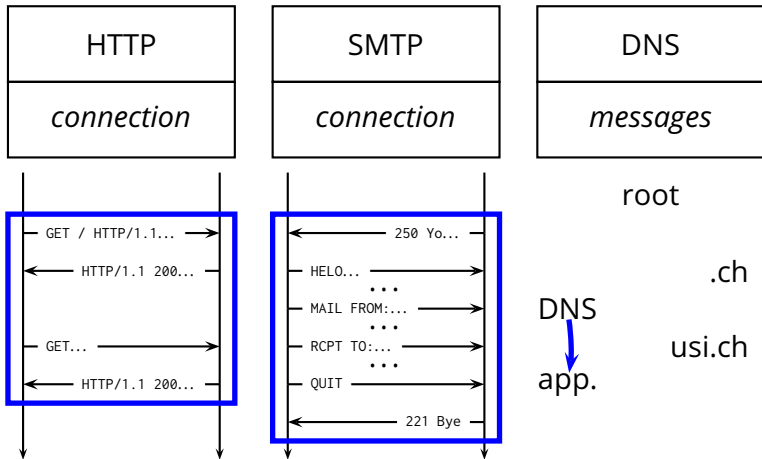 HTTP
connection
GET / HTTP/1.1...
HTTP/1.1 200...
GET...
HTTP/1.1 200...
SMTP
connection
250 Yo...
HELO...
...
MAIL FROM:...
...
RCPT TO:...
...
QUIT
221 Bye
DNS
messages
root
.ch
DNS
usi.ch
app.